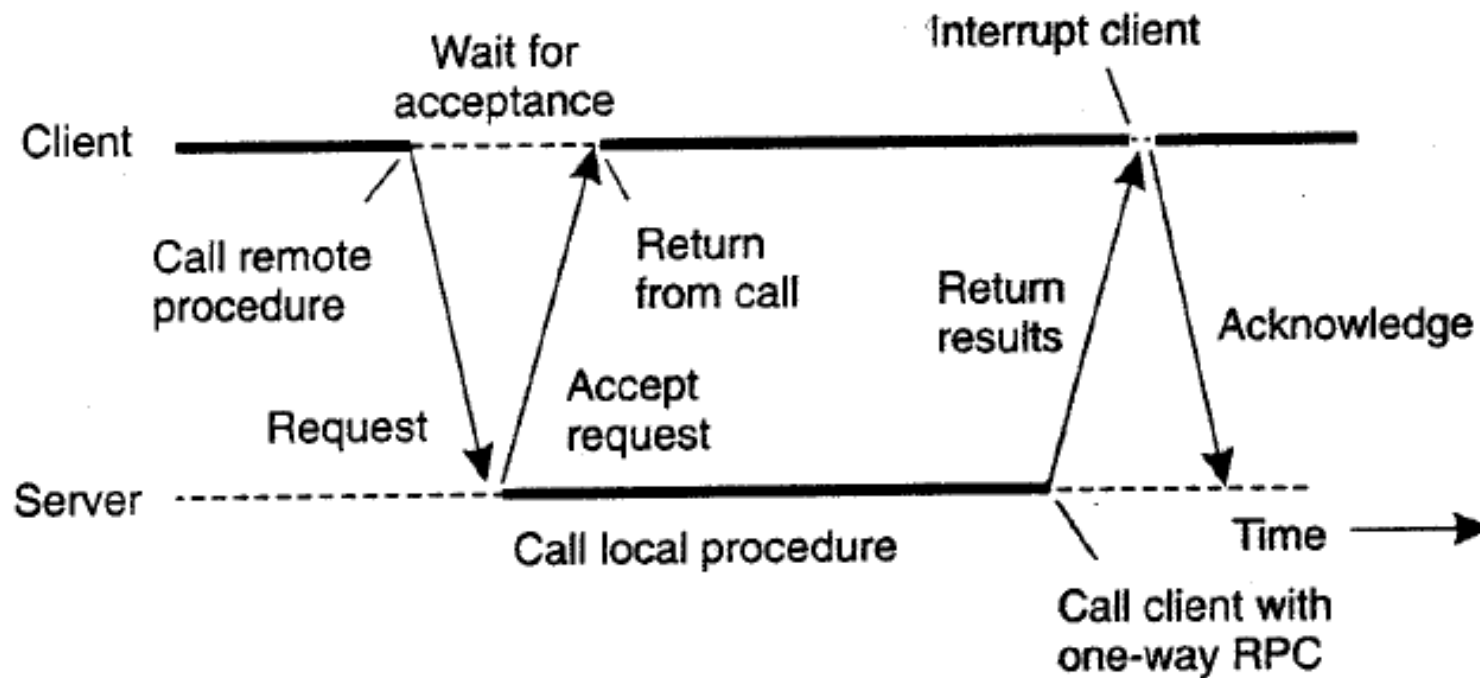 Interrupt client
Wait for
acceptance
Client
Call remote
procedure
Return
from call
Return
results
Acknowledge
Request
Accept
request
Server
Call local procedure
Time
Call client with
one-way RPC